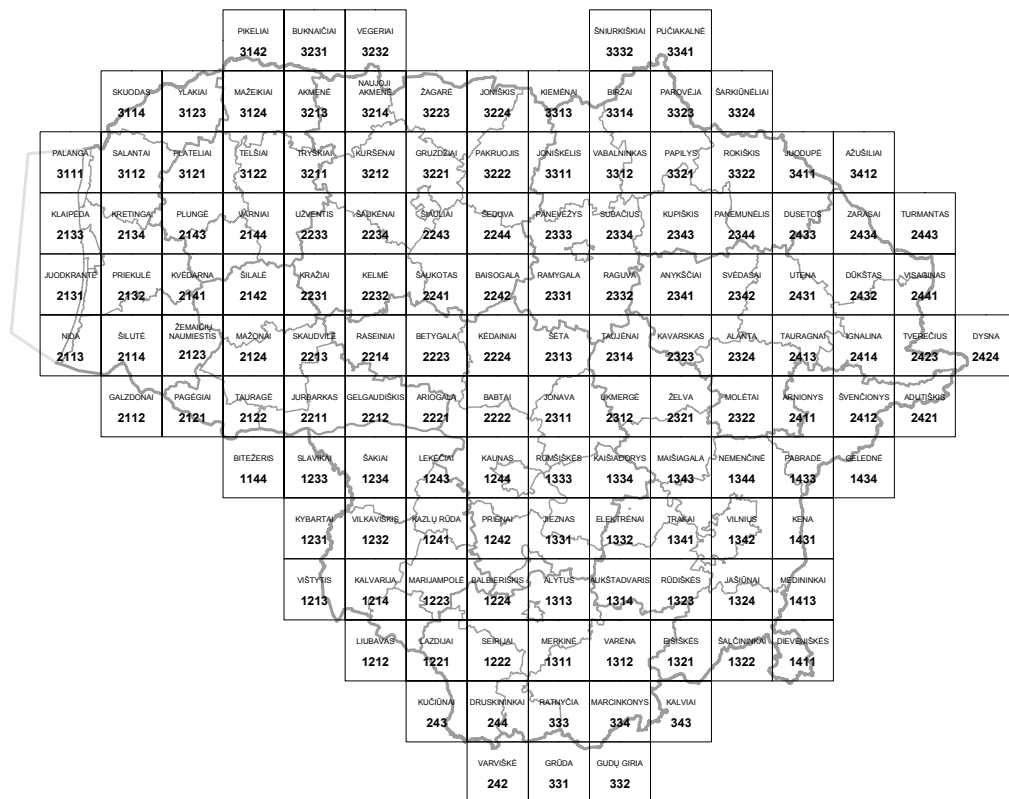 PIKELIAI BUKNAIČIAI VEGERIAI ŠNIURKIŠKIAI PUČIAKALNĖ
3142 3231 3232 3332 3341
SKUODAS YLAKIAI MAŽEIKIAI AKMENĖ NAUJOJI AKMENĖ ŽAGARĖ JONIŠKIS KIEMĖNAI BIRŽAI PAROVĖJA ŠARKIŪNĖLIAI
3114 3123 3124 3213 3214 3223 3224 3313 3314 3323 3324
PALANGA SALANTAI PLATELIAI TELŠIAI TRYŠKIAI KURŠĖNAI GRUZDŽIAI PAKRUOJIS JONIŠKĖLIS VABALNINKAS PAPILYS ROKIŠKIS JUODUPĖ AŽUŠILIAI
3111 3112 3121 3122 3211 3212 3221 3222 3311 3312 3321 3322 3411 3412
KLAIPĖDA KRETINGA PLUNGĖ VARNIAI UŽVENTIS ŠAUKĖNAI ŠIAULIAI ŠEDUVA PANEVĖŽYS SUBAČIUS KUPIŠKIS PANEMUNĖLIS DUSETOS ZARASAI TURMANTAS
2133 2134 2143 2144 2233 2234 2243 2244 2333 2334 2343 2344 2433 2434 2443
JUODKRANTĖ PRIEKULĖ KVĖDARNA ŠILALĖ KRAŽIAI KELMĖ ŠAUKOTAS BAISOGALA RAMYGALA RAGUVA ANYKŠČIAI SVĖDASAI UTENA DŪKŠTAS VISAGINAS
2131 2132 2141 2142 2231 2232 2241 2242 2331 2332 2341 2342 2431 2432 2441
NIDA ŠILUTĖ ŽEMAIČIŲ NAUMIESTIS MAŽONAI SKAUDVILĖ RASEINIAI BETYGALA KĖDAINIAI ŠĖTA TAUJĖNAI KAVARSKAS ALANTA TAURAGNAI IGNALINA TVERĖČIUS DYSNA
2113 2114 2123 2124 2213 2214 2223 2224 2313 2314 2323 2324 2413 2414 2423 2424
GALZDONAI PAGĖGIAI TAURAGĖ JURBARKAS GELGAUDIŠKIS ARIOGALA BABTAI JONAVA UKMERGĖ ŽELVA MOLĖTAI ARNIONYS ŠVENČIONYS ADUTIŠKIS
2112 2121 2122 2211 2212 2221 2222 2311 2312 2321 2322 2411 2412 2421
BITEŽERIS SLAVIKAI ŠAKIAI LEKĖČIAI KAUNAS RUMŠIŠKĖS KAIŠIADORYS MAIŠIAGALA NEMENČINĖ PABRADĖ GELEDNĖ
1144 1233 1234 1243 1244 1333 1334 1343 1344 1433 1434
KYBARTAI VILKAVIŠKIS KAZLŲ RŪDA PRIENAI JIEZNAS ELEKTRĖNAI TRAKAI VILNIUS KENA
1231 1232 1241 1242 1331 1332 1341 1342 1431
VIŠTYTIS KALVARIJA MARIJAMPOLĖ BALBIERIŠKIS ALYTUS AUKŠTADVARIS RŪDIŠKĖS JAŠIŪNAI MEDININKAI
1213 1214 1223 1224 1313 1314 1323 1324 1413
LIUBAVAS LAZDIJAI SEIRIJAI MERKINĖ VARĖNA EIŠIŠKĖS ŠALČININKAI DIEVENIŠKĖS
1212 1221 1222 1311 1312 1321 1322 1411
KUČIŪNAI DRUSKININKAI RATNYČIA MARCINKONYS KALVIAI
243 244 333 334 343
VARVIŠKĖ GRŪDA GUDŲ GIRIA
242 331 332